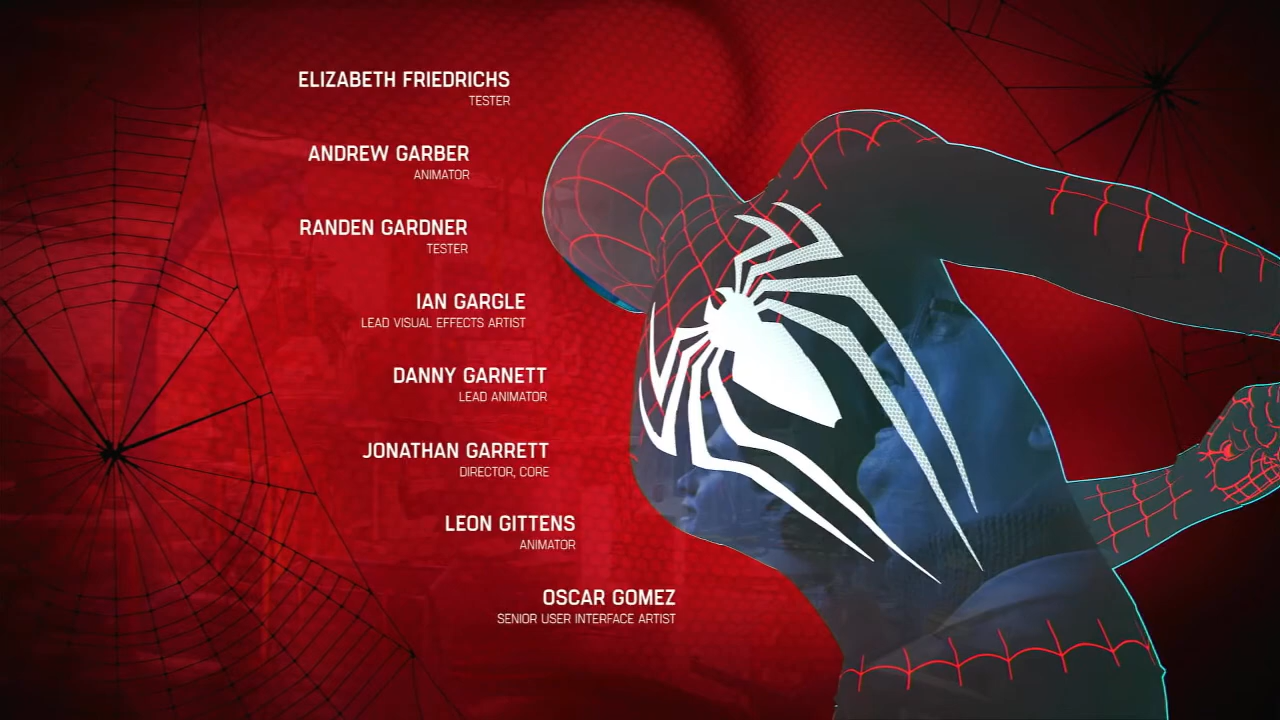 ELIZABETH FRIEDRICHS
TESTER
ANDREW GARBER
ANIMATOR
RANDEN GARDNER
TESTER
IAN GARGLE
LEAD VISUAL EFFECTS ARTIST
DANNY GARNETT
LEAD ANIMATOR
JONATHAN GARRETT
DIRECTOR, CORE
LEON GITTENS
ANIMATOR
OSCAR GOMEZ
SENIOR USER INTERFACE ARTIST